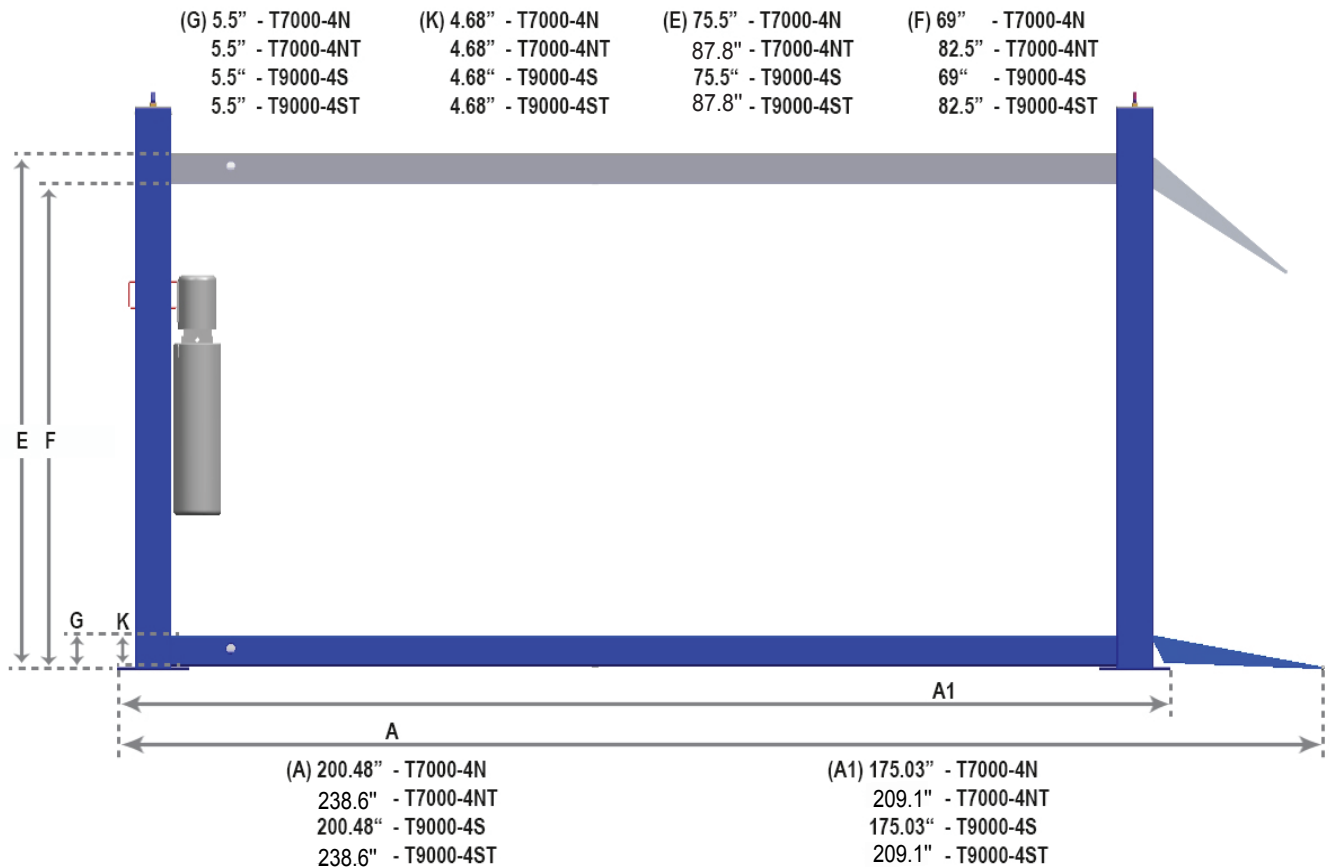 (G) 5.5” - T7000-4N (K) 4.68” - T7000-4N (E) 75.5” - T7000-4N (F) 69” - T7000-4N
5.5” - T7000-4NT 4.68” - T7000-4NT 87.8" - T7000-4NT 82.5” - T7000-4NT
5.5“ - T9000-4S 4.68“ - T9000-4S 75.5“ - T9000-4S 69“ - T9000-4S
5.5” - T9000-4ST 4.68” - T9000-4ST 87.8" - T9000-4ST 82.5” - T9000-4ST
E F
G K
A1
A
(A) 200.48” - T7000-4N (A1) 175.03” - T7000-4N
238.6" - T7000-4NT 209.1" - T7000-4NT
200.48“ - T9000-4S 175.03“ - T9000-4S
238.6" - T9000-4ST 209.1" - T9000-4ST